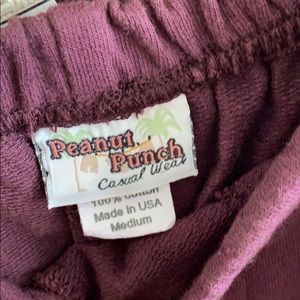 Peanut
Punch
Casual Wear
100% Cotton
Made in USA
Medium